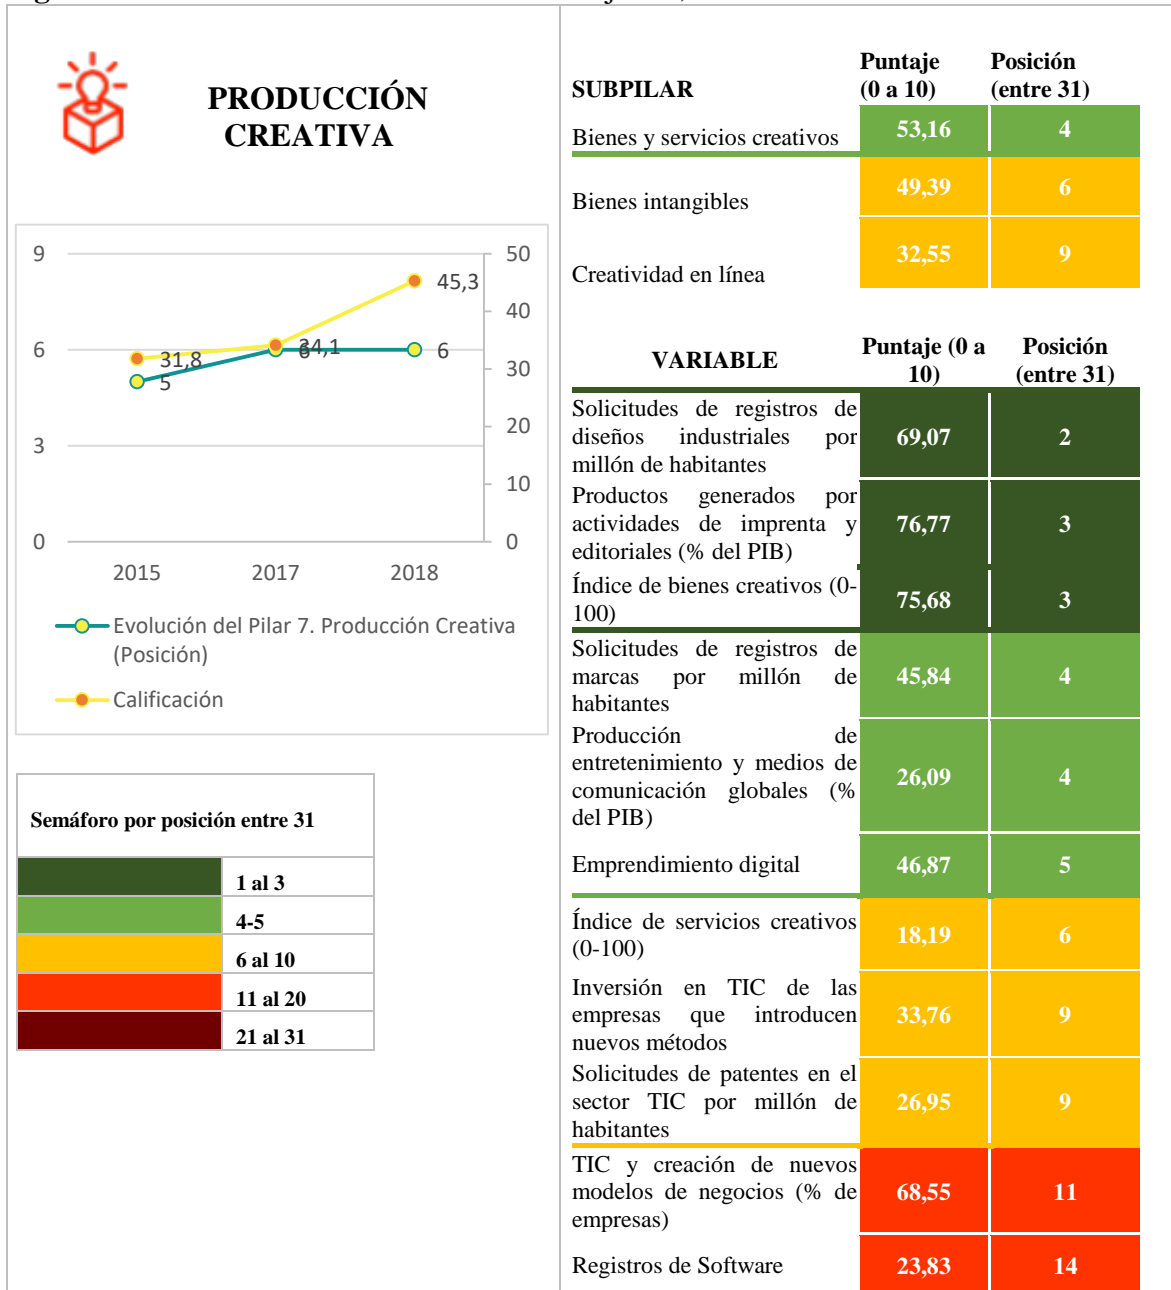 PRODUCCIÓN
CREATIVA
9
6
3
0
50
40
30
20
10
0
45,3
31,8
34,1
5
6
6
2015
2017
2018
Evolución del Pilar 7. Producción Creativa
(Posición)
Calificación
Semáforo por posición entre 31
1 al 3
4-5
6 al 10
11 al 20
21 al 31
SUBPILAR
Puntaje
(0 a 10)
Posición
(entre 31)
Bienes y servicios creativos 53,16 4
Bienes intangibles 49,39 6
Creatividad en línea 32,55 9
VARIABLE
Puntaje (0 a
10)
Posición
(entre 31)
Solicitudes de registros de
diseños industriales por
millón de habitantes
69,07 2
Productos generados por
actividades de imprenta y
editoriales (% del PIB)
76,77 3
Índice de bienes creativos (0-
100)
75,68 3
Solicitudes de registros de
marcas por millón de
habitantes
45,84 4
Producción de
entretenimiento y medios de
comunicación globales (%
del PIB)
26,09 4
Emprendimiento digital 46,87 5
Índice de servicios creativos
(0-100)
18,19 6
Inversión en TIC de las
empresas que introducen
nuevos métodos
33,76 9
Solicitudes de patentes en el
sector TIC por millón de
habitantes
26,95 9
TIC y creación de nuevos
modelos de negocios (% de
empresas)
68,55 11
Registros de Software 23,83 14